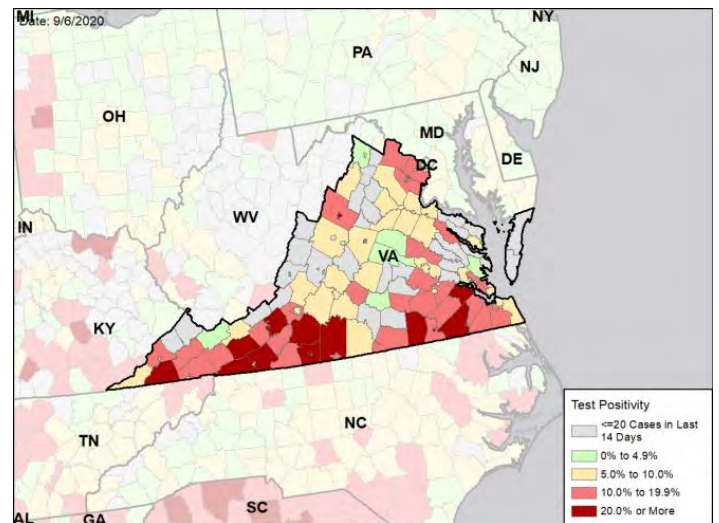 MI
Date: 9/6/2020
NY
PA
NJ
OH
MD
DC
DE
WV
IN
VA
KY
TN
NC
AL
GA
SC
Test Positivity
<=20 Cases in Last
14 Days
0% to 4.9%
5.0% to 10.0%
10.0% to 19.9%
20.0% or More